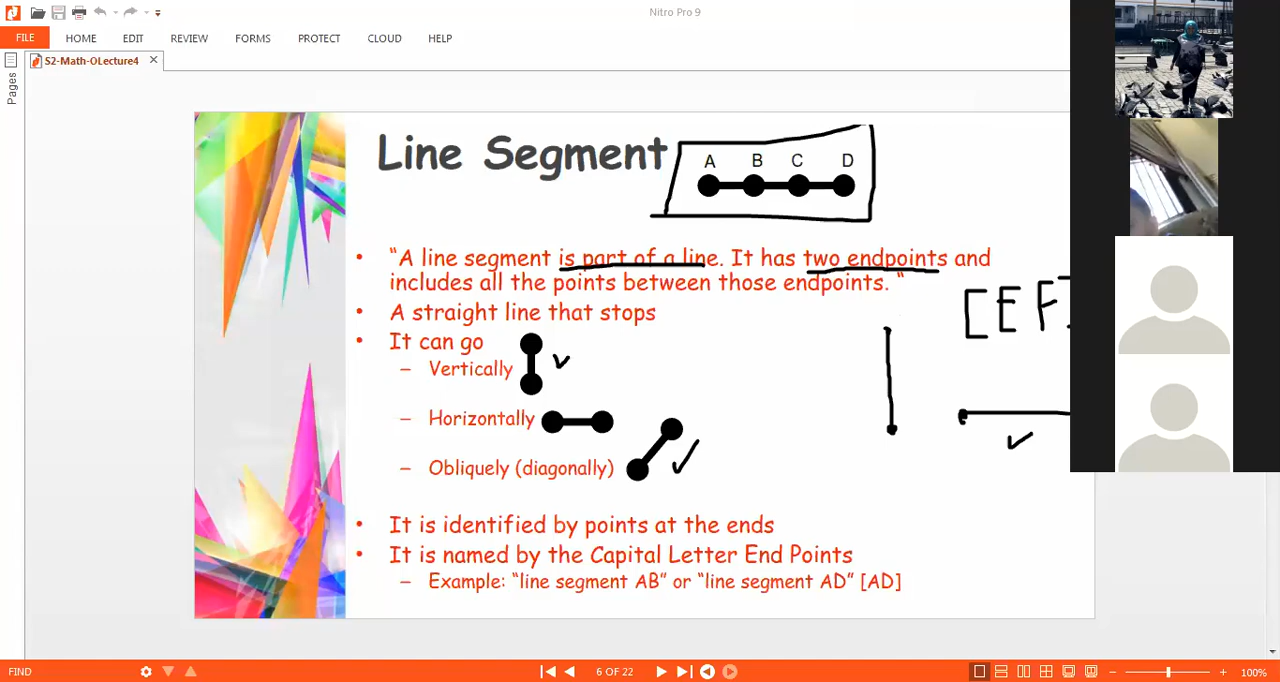 Nitro Pro 9
FILE HOME EDIT REVIEW FORMS PROTECT CLOUD HELP
S2-Math-OLecture4
Pages
Line Segment
A B C D
• “A line segment is part of a line. It has two endpoints and
includes all the points between those endpoints. “
• A straight line that stops
[EF]
• It can go
– Vertically
– Horizontally
– Obliquely (diagonally)
• It is identified by points at the ends
• It is named by the Capital Letter End Points
– Example: “line segment AB” or “line segment AD” [AD]
FIND
6 OF 22
100%